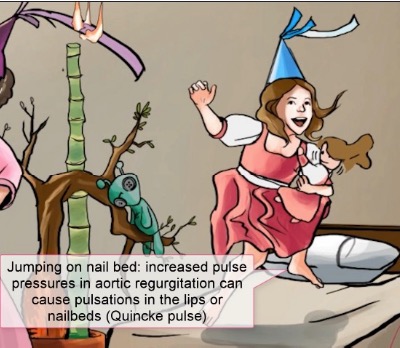 Jumping on nail bed: increased pulse
pressures in aortic regurgitation can
cause pulsations in the lips or
nailbeds (Quincke pulse)